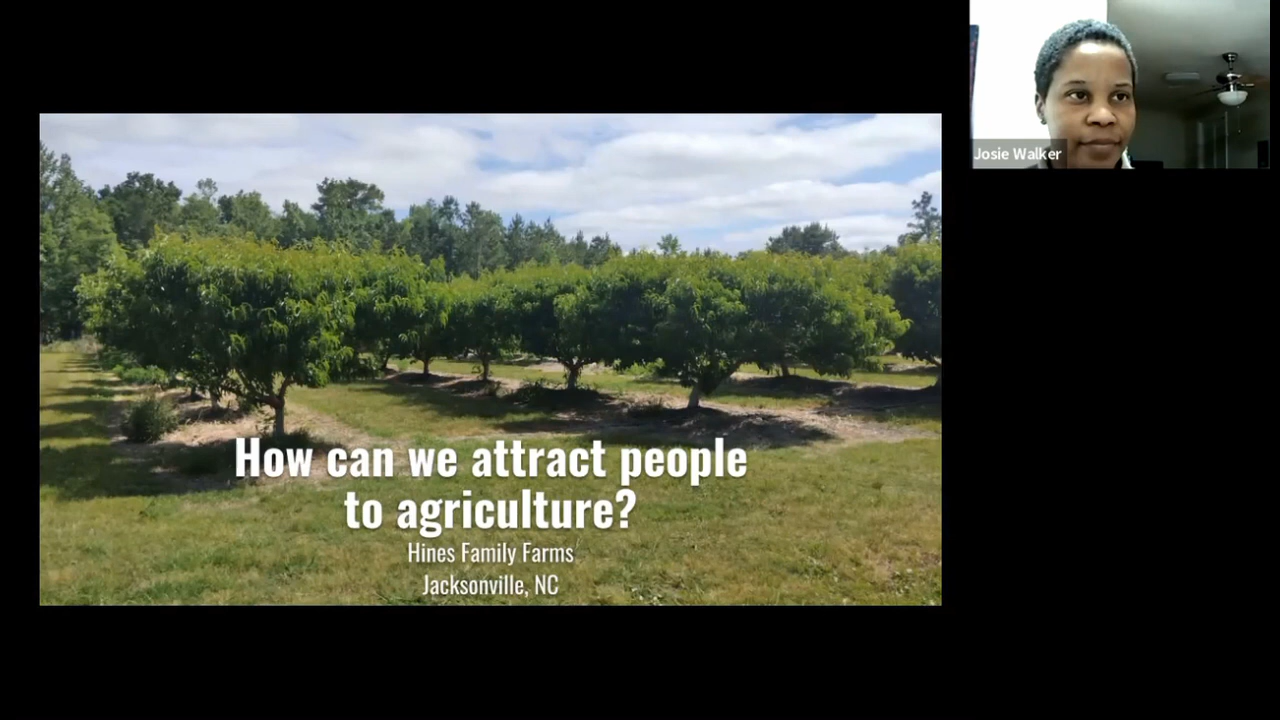 Josie Walker
How can we attract people
to agriculture?
Hines Family Farms
Jacksonville, NC